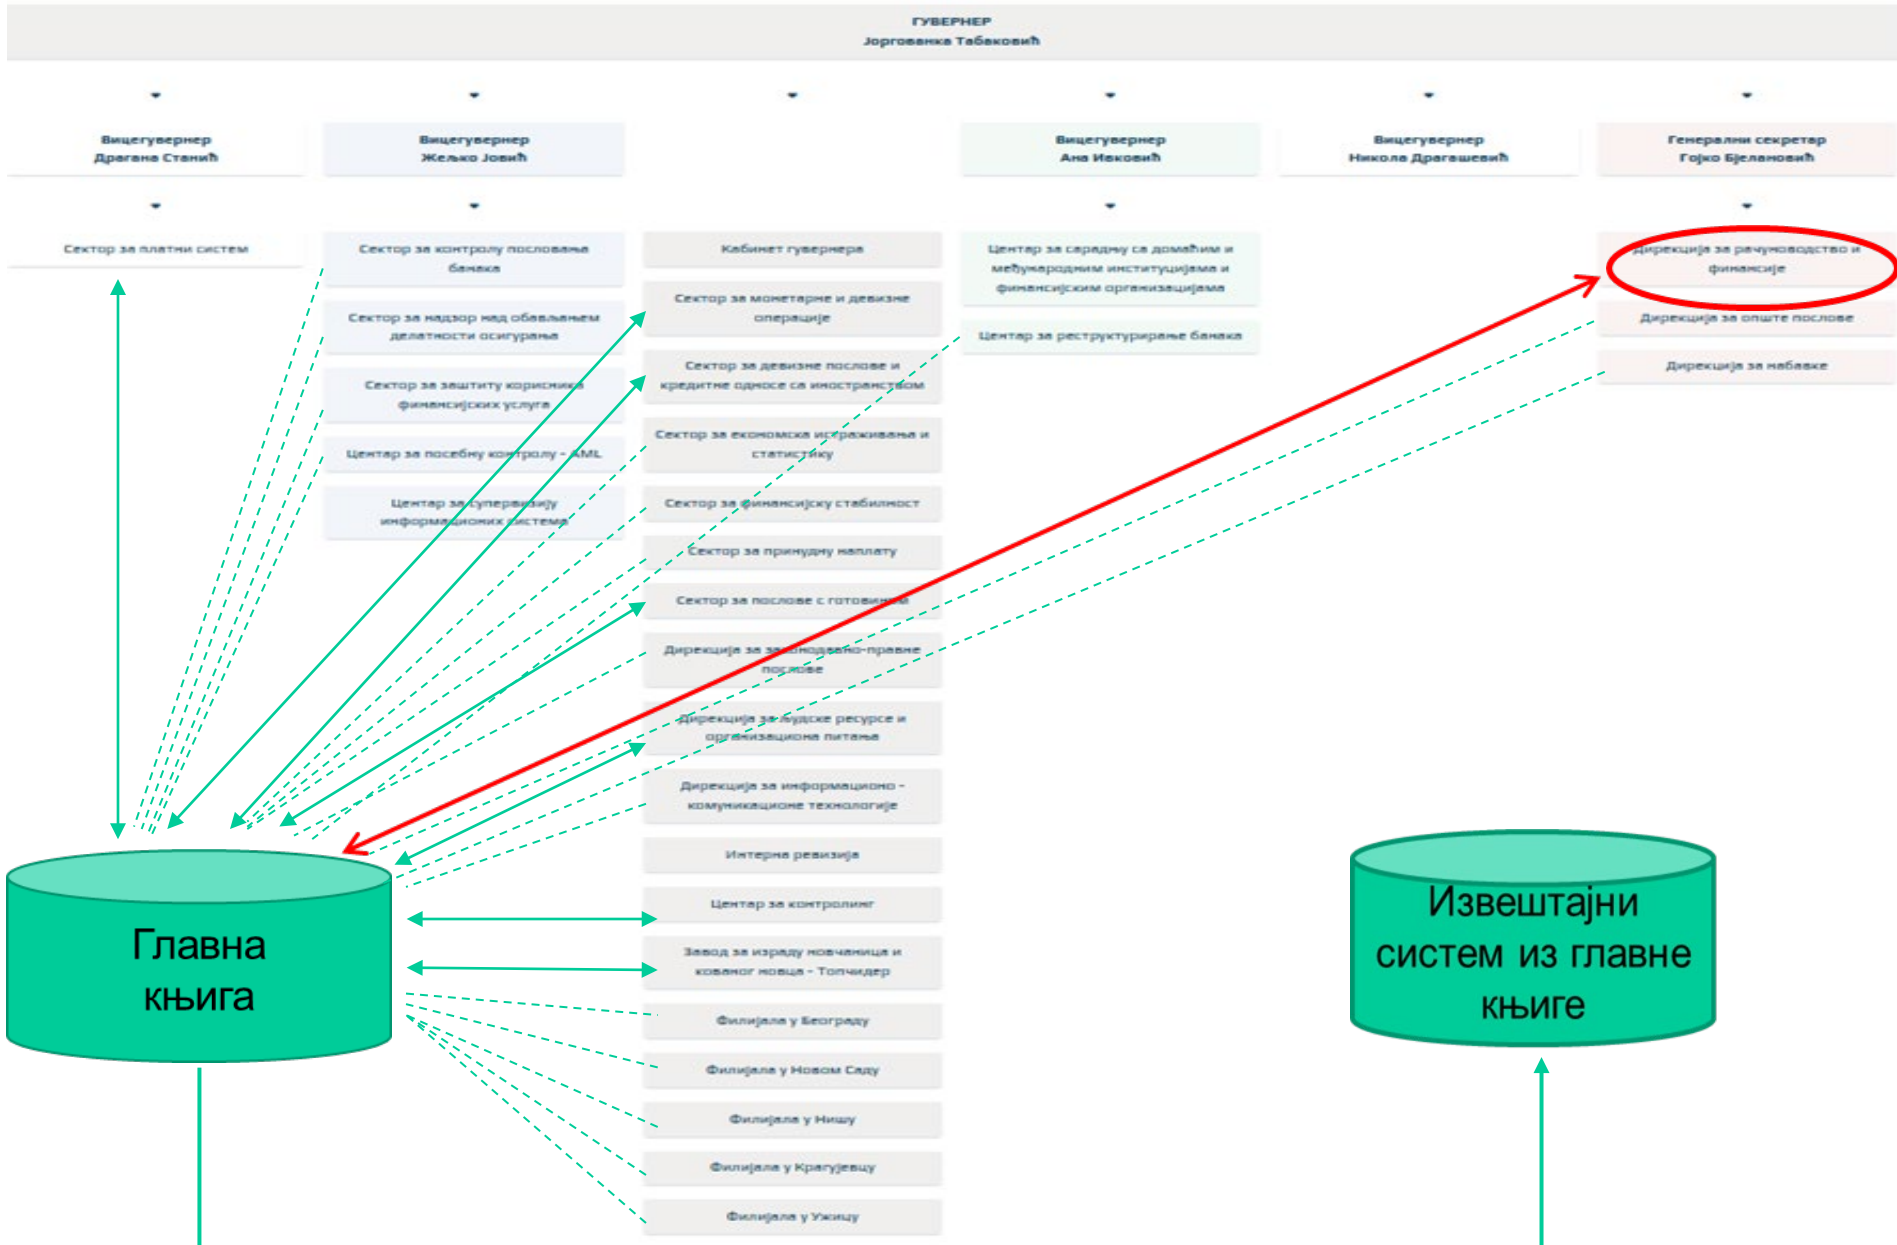 ГУВЕРНЕР
Јоргованка Табаковић
Вицегувернер
Драгана Станић
Вицегувернер
Жељко Јовић
Вицегувернер
Ана Ивковић
Вицегувернер
Никола Драгашевић
Генерални секретар
Гојко Бјелановић
Сектор за платни систем
Сектор за контролу пословања
банака
Сектор за надзор над обављањем
делатности осигурања
Сектор за заштиту корисника
финансијских услуга
Центар за посебну контролу - AML
Центар за супервизију
информационих система
Кабинет гувернера
Сектор за монетарне и девизне
операције
Сектор за девизне послове и
кредитне односе са иностранством
Сектор за економска истраживања и
статистику
Сектор за финансијску стабилност
Сектор за принудну наплату
Сектор за послове с готовином
Дирекција за законодавно-правне
послове
Дирекција за људске ресурсе и
организациона питања
Дирекција за информационо -
комуникационе технологије
Интерна ревизија
Центар за контролинг
Завод за израду новчаница и
кованог новца - Топчидер
Филијала у Београду
Филијала у Новом Саду
Филијала у Нишу
Филијала у Крагујевцу
Филијала у Ужицу
Центар за сарадњу са домаћим и
међународним институцијама и
финансијским организацијама
Центар за реструктурирање банака
Дирекција за рачуноводство и
финансије
Дирекција за опште послове
Дирекција за набавке
Главна
књига
Извештајни
систем из главне
књиге